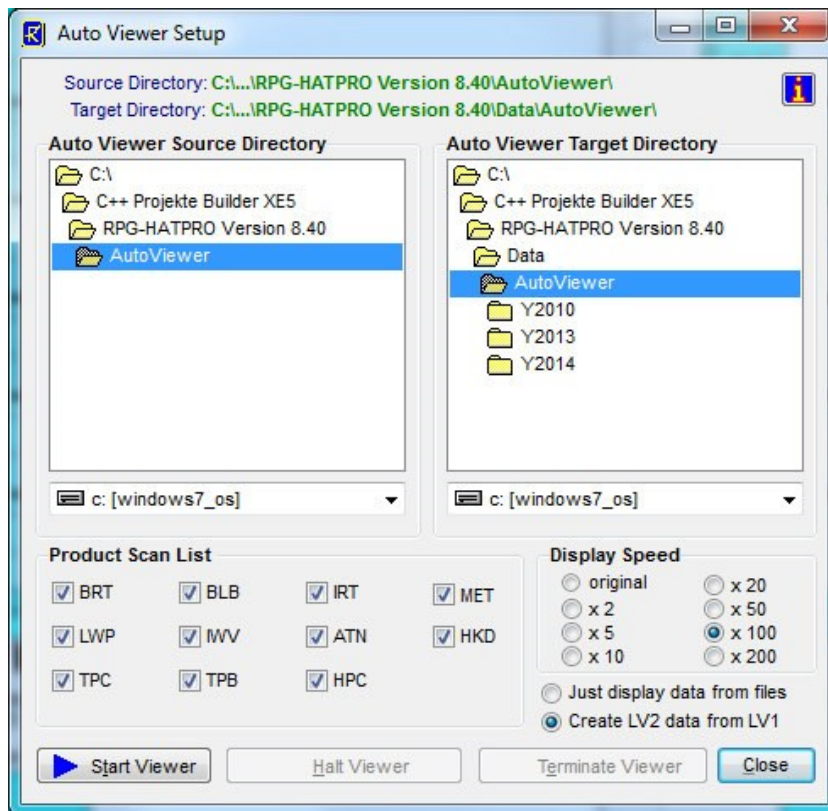 Auto Viewer Setup
Source Directory: C:\...\RPG-HATPRO Version 8.40\AutoViewer\
Target Directory: C:\...\RPG-HATPRO Version 8.40\Data\AutoViewer\
Auto Viewer Source Directory
C:\
C++ Projekte Builder XE5
RPG-HATPRO Version 8.40
AutoViewer
c: [windows7_os]
Auto Viewer Target Directory
C:\
C++ Projekte Builder XE5
RPG-HATPRO Version 8.40
Data
AutoViewer
Y2010
Y2013
Y2014
c: [windows7_os]
Product Scan List
BRT BLB IRT MET
LWP IWV ATN HKD
TPC TPB HPC
Display Speed
original x 20
x 2 x 50
x 5 x 100
x 10 x 200
Just display data from files
Create LV2 data from LV1
Start Viewer Halt Viewer Terminate Viewer Close